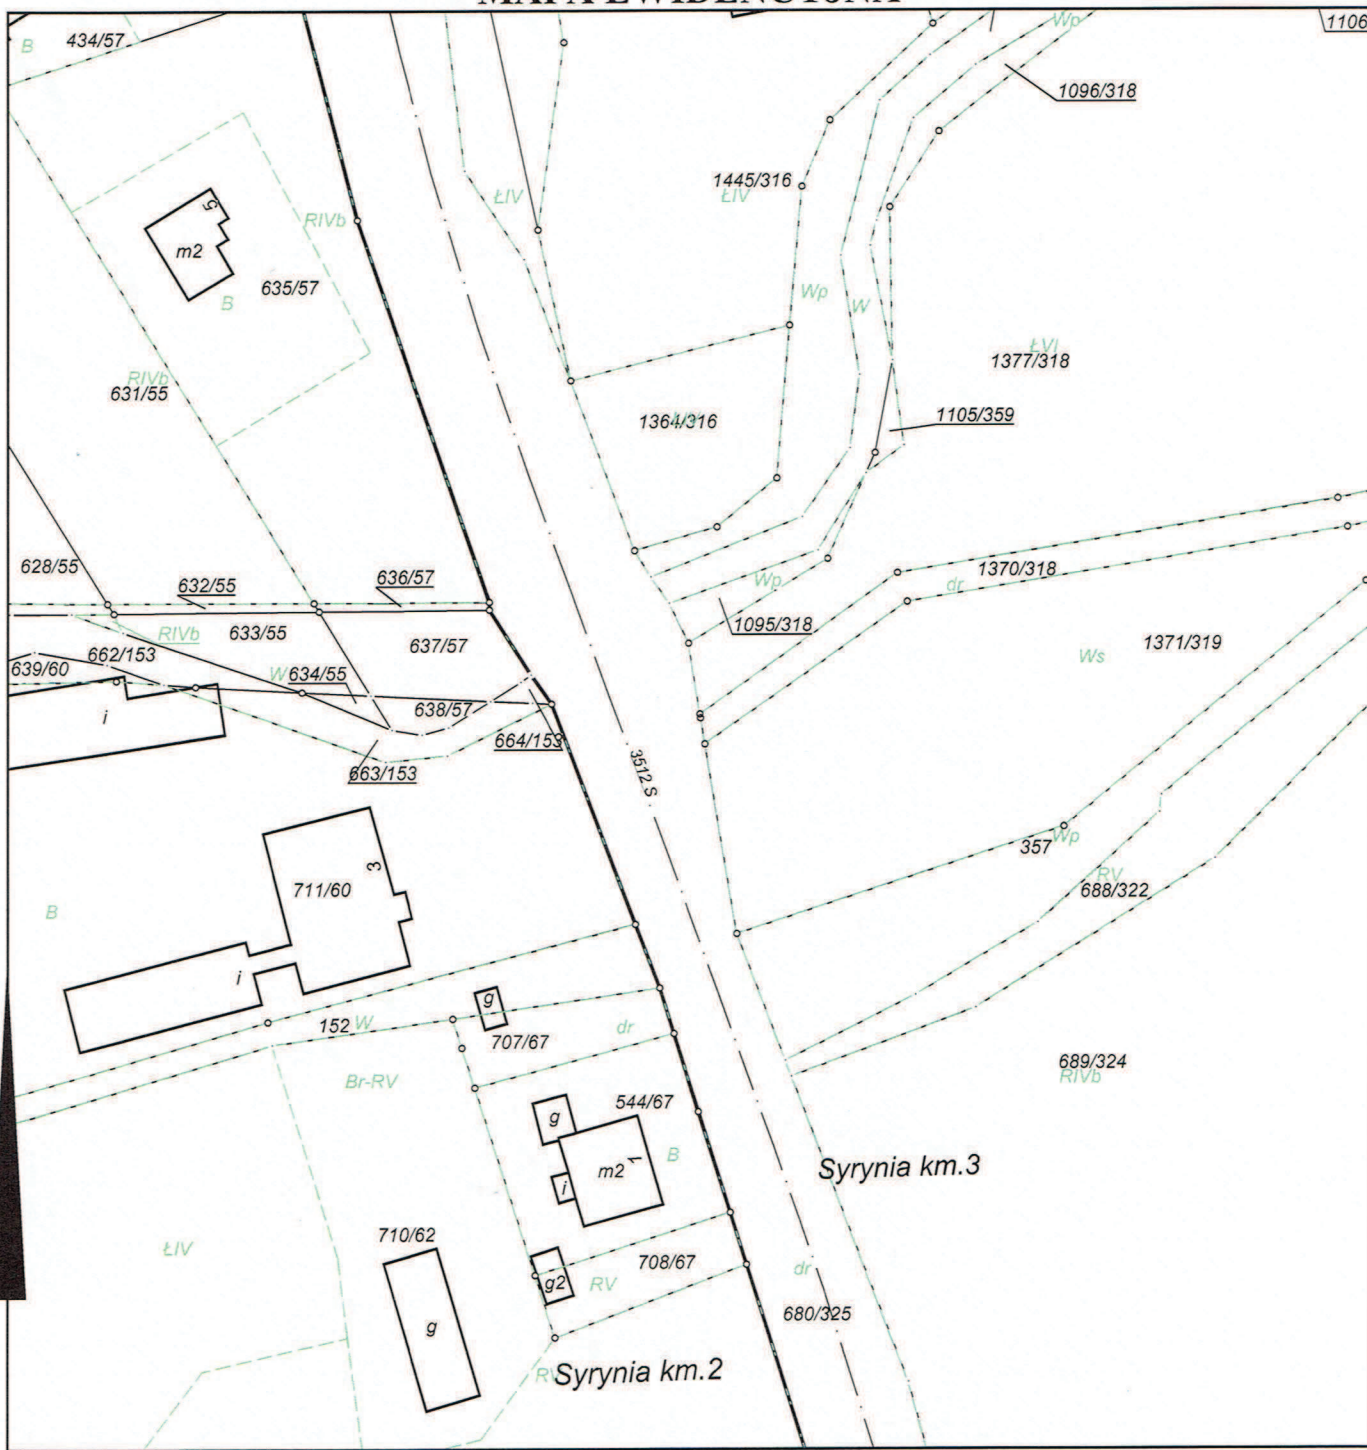 MAPA EWIDENCYJNA
B
434/57
Wp
1106
1096/318
5
m2
RIVb
ŁIV
1445/316
ŁIV
635/57
B
Wp
W
ŁVI
1377/318
RIVb
631/55
1364/316
1105/359
628/55
632/55
636/57
1370/318
dr
Wp
RIVb
633/55
637/57
1095/318
662/153
639/60
W
634/55
1371/319
Ws
i
638/57
664/153
663/153
3512 S
357
Wp
3
711/60
RV
688/322
B
i
g
152
W
dr
707/67
Br-RV
689/324
RIVb
544/67
g
1
m2
B
i
Syrynia km.3
710/62
ŁIV
708/67
g2
RV
dr
680/325
g
RV
Syrynia km.2